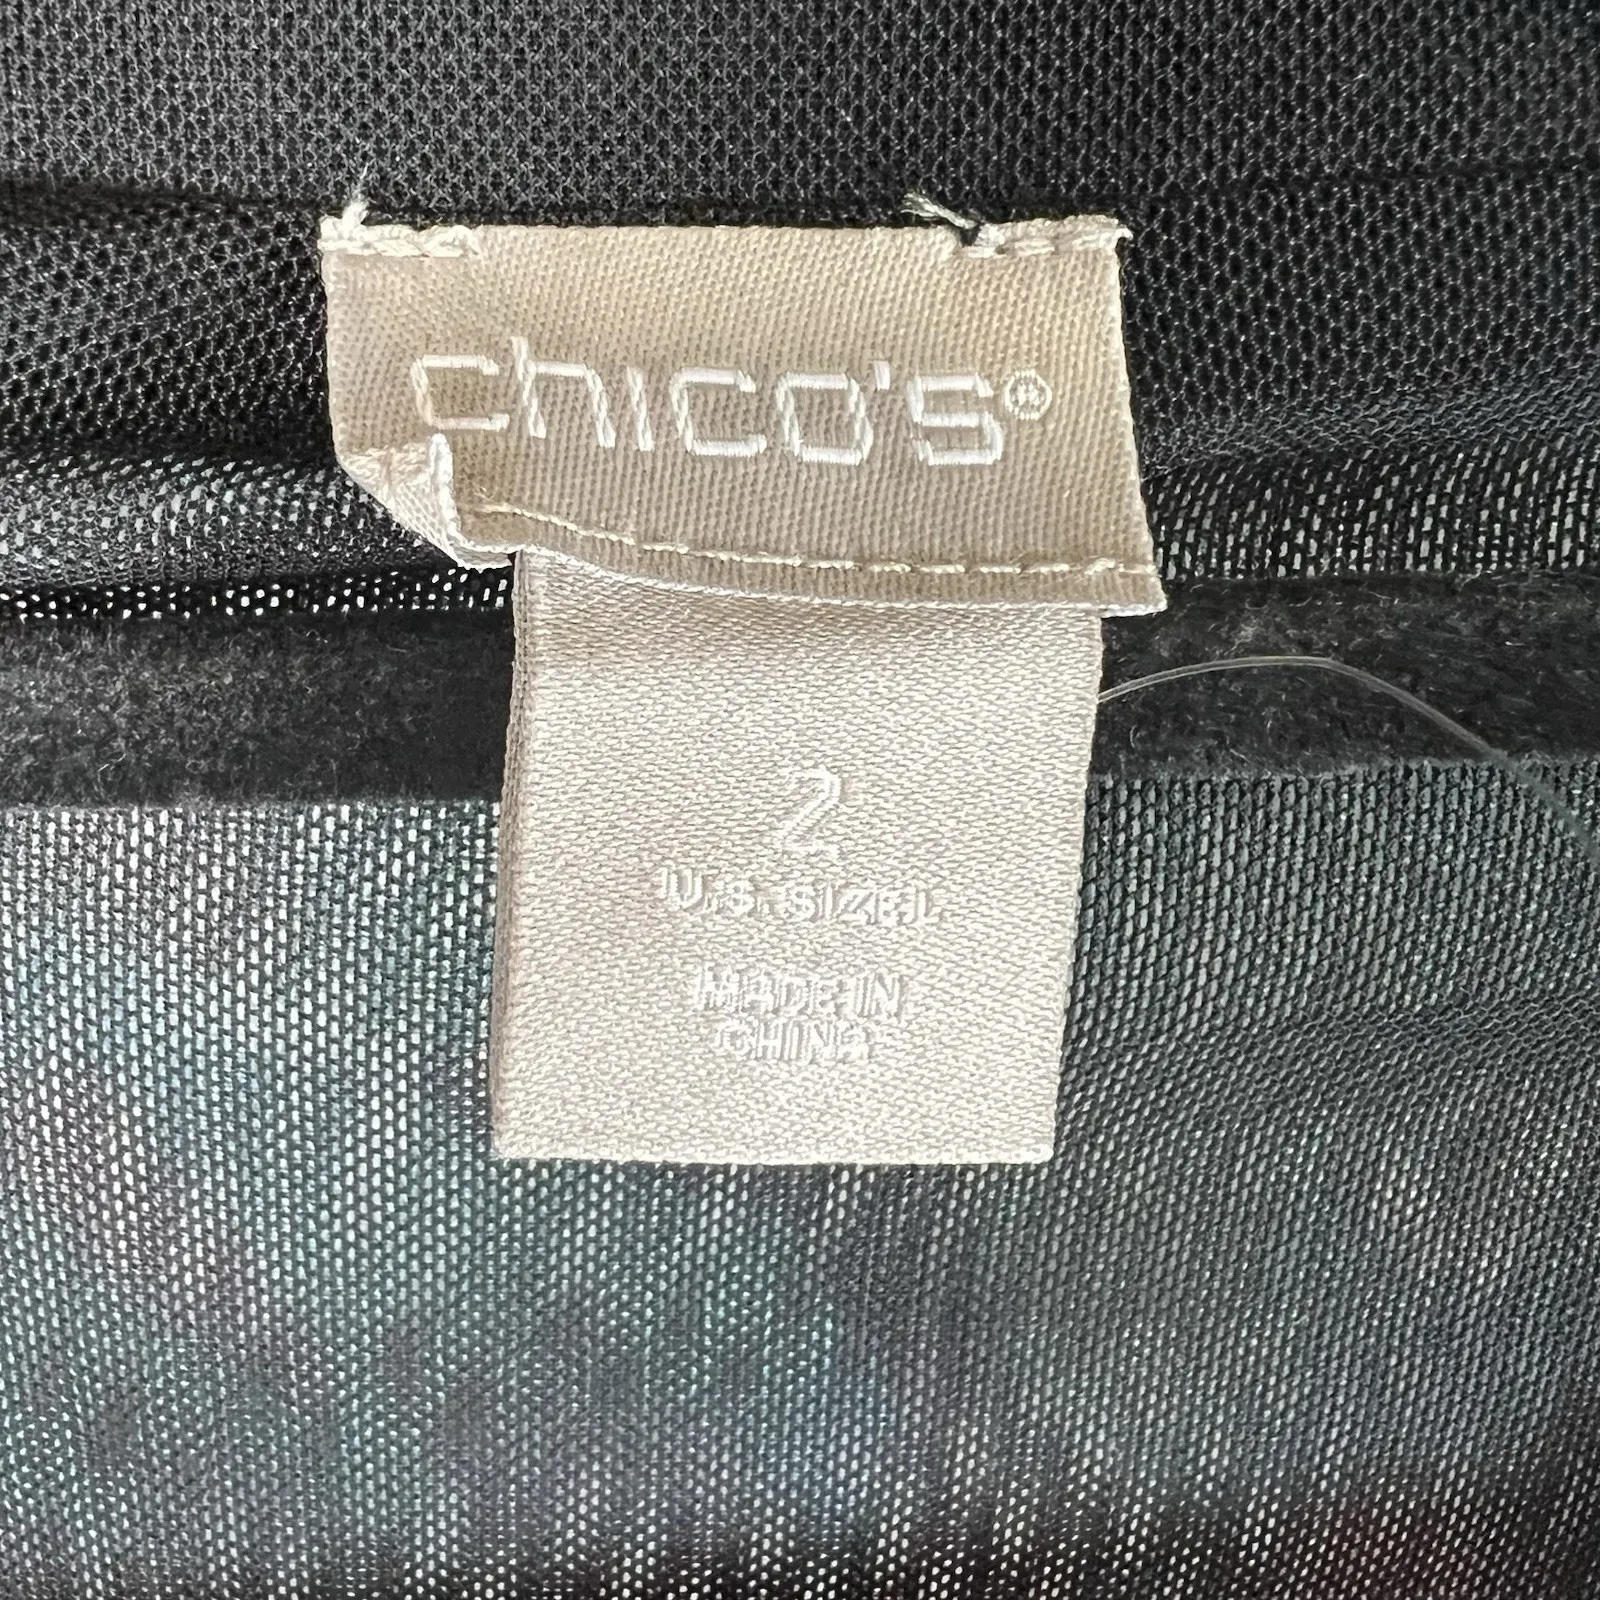 chico's®
2
U.S. SIZE L
MADE IN
CHINA